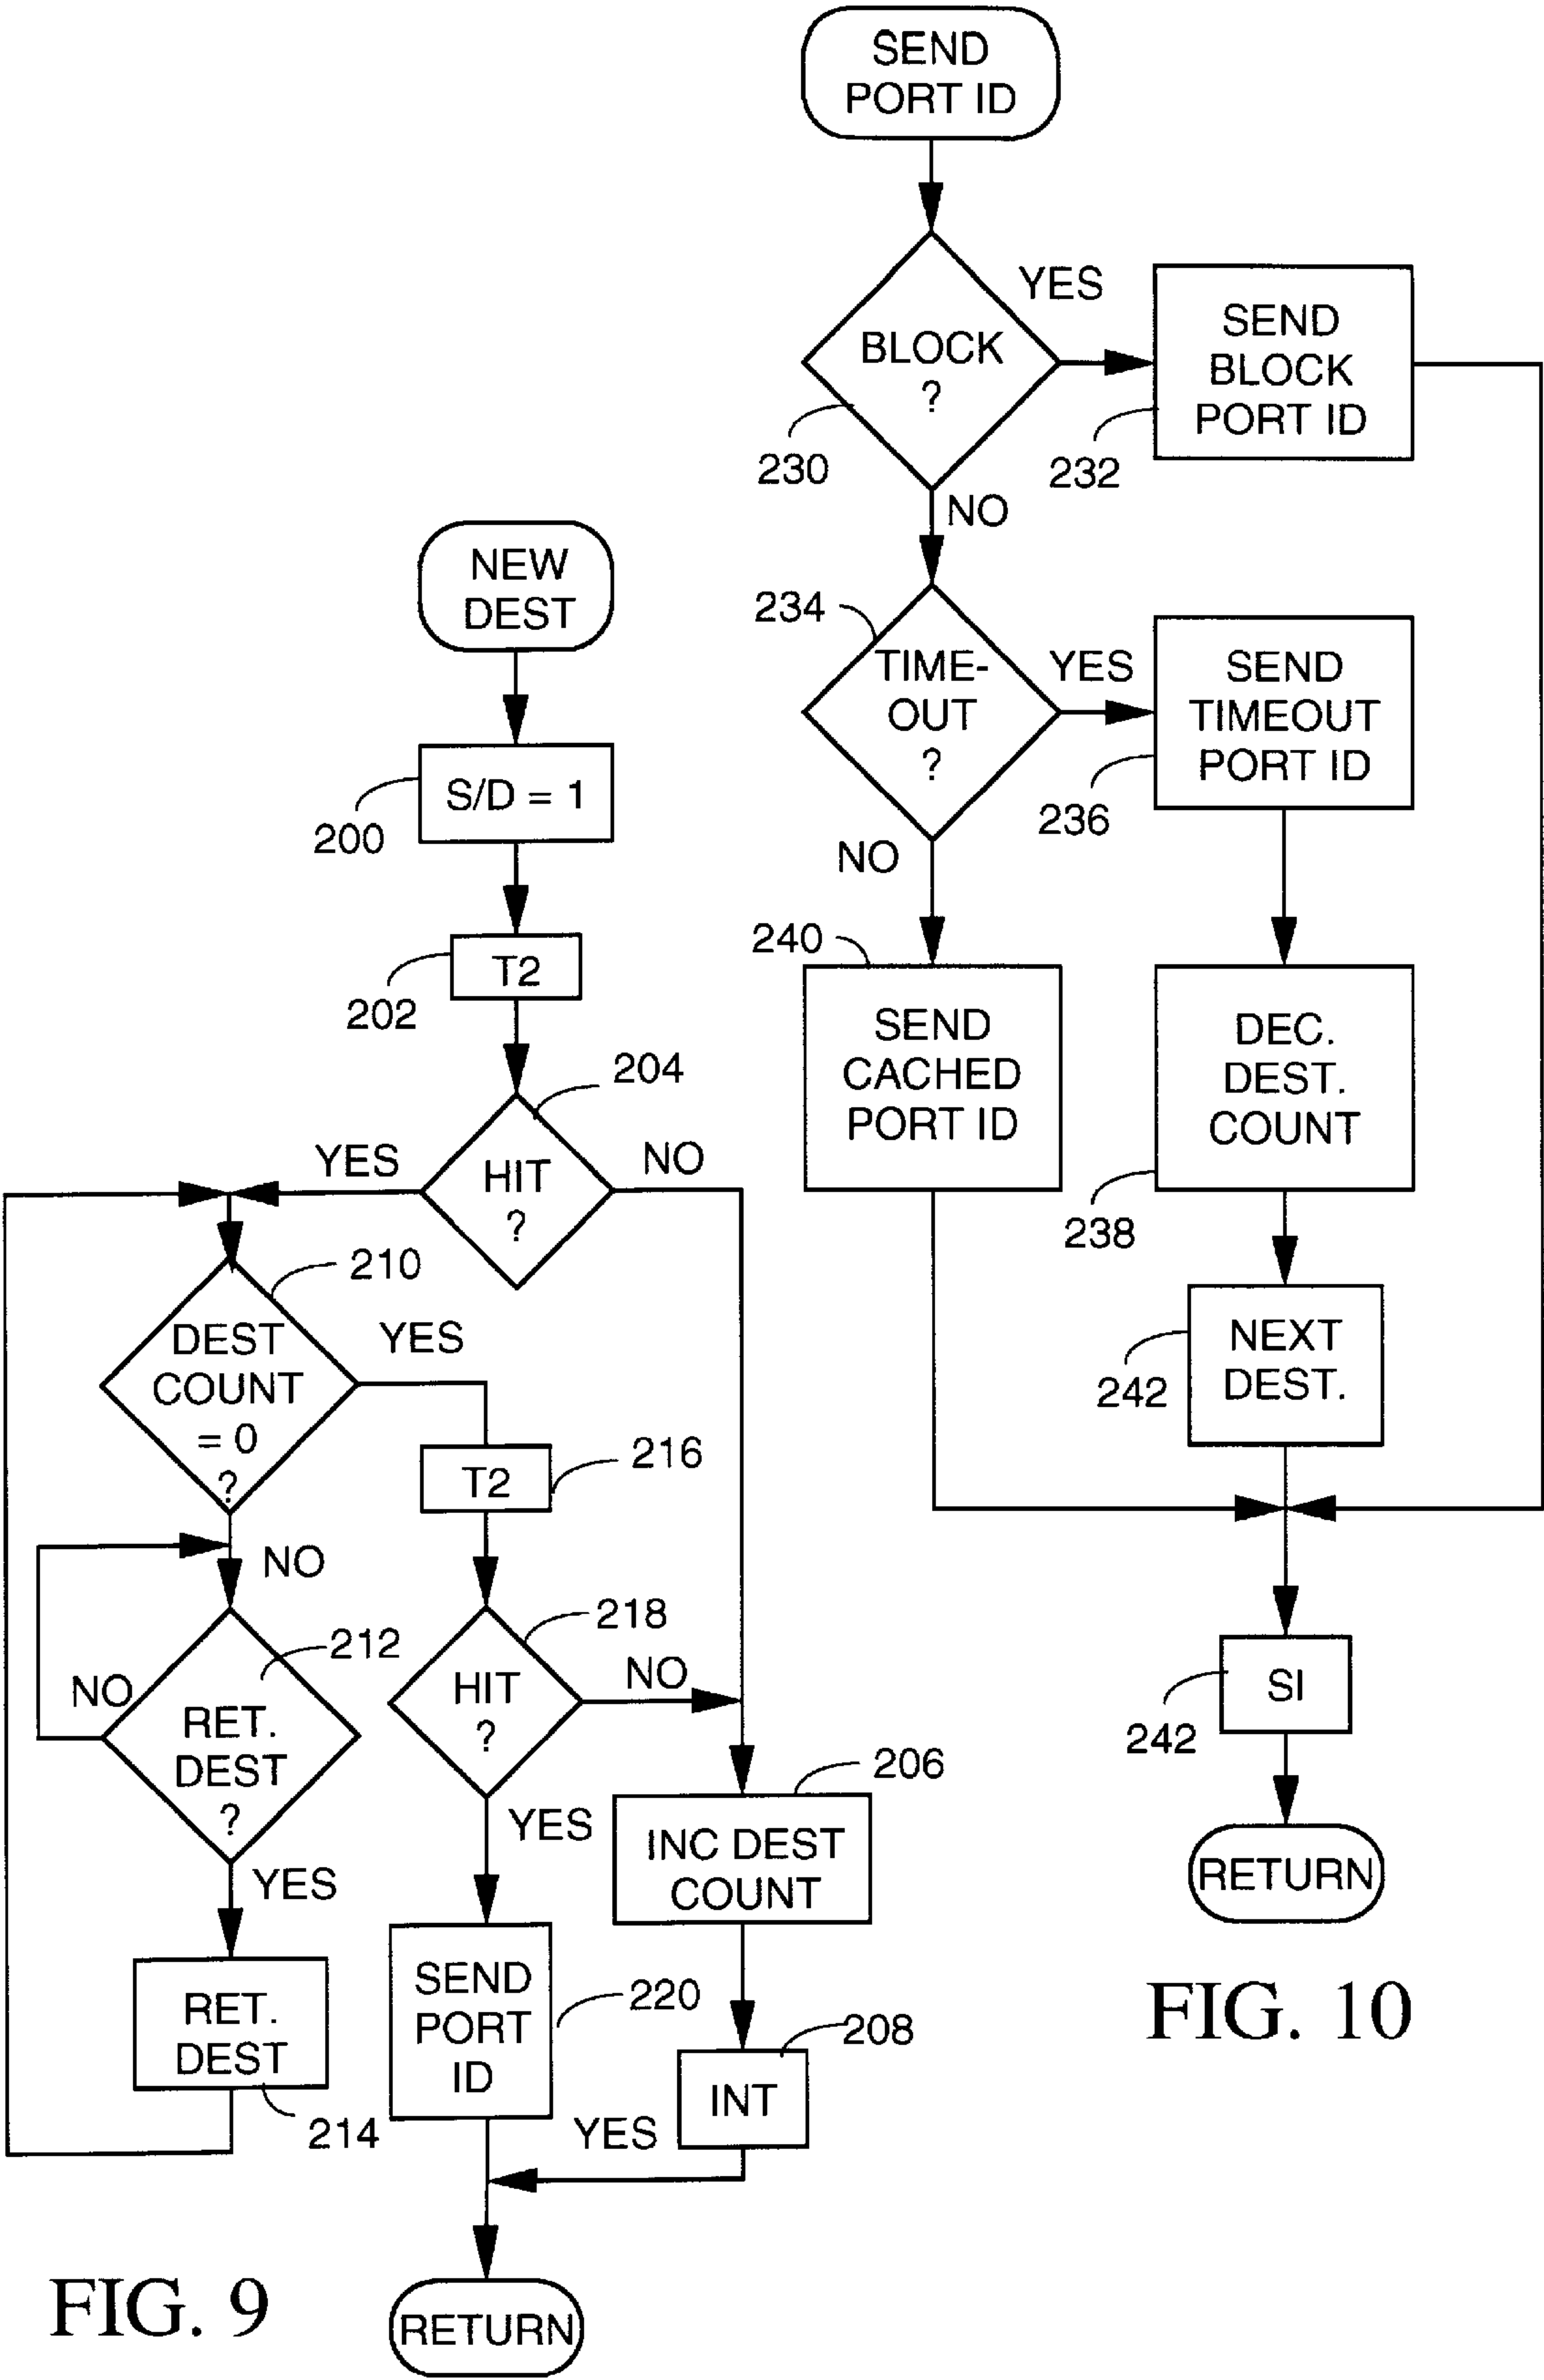 SEND
PORT ID
BLOCK
?
YES
230
SEND
BLOCK
PORT ID
232
NO
234
TIME-
OUT
?
YES
SEND
TIMEOUT
PORT ID
236
NO
240
SEND
CACHED
PORT ID
DEC.
DEST.
COUNT
238
NEXT
DEST.
242
SI
242
RETURN
FIG. 10
NEW
DEST
S/D = 1
200
T2
202
204
HIT
?
YES
NO
210
DEST
COUNT
= 0
?
YES
NO
T2
216
212
RET.
DEST
?
NO
YES
218
HIT
?
NO
YES
206
INC DEST
COUNT
RET.
DEST
214
SEND
PORT
ID
220
208
INT
YES
RETURN
FIG. 9